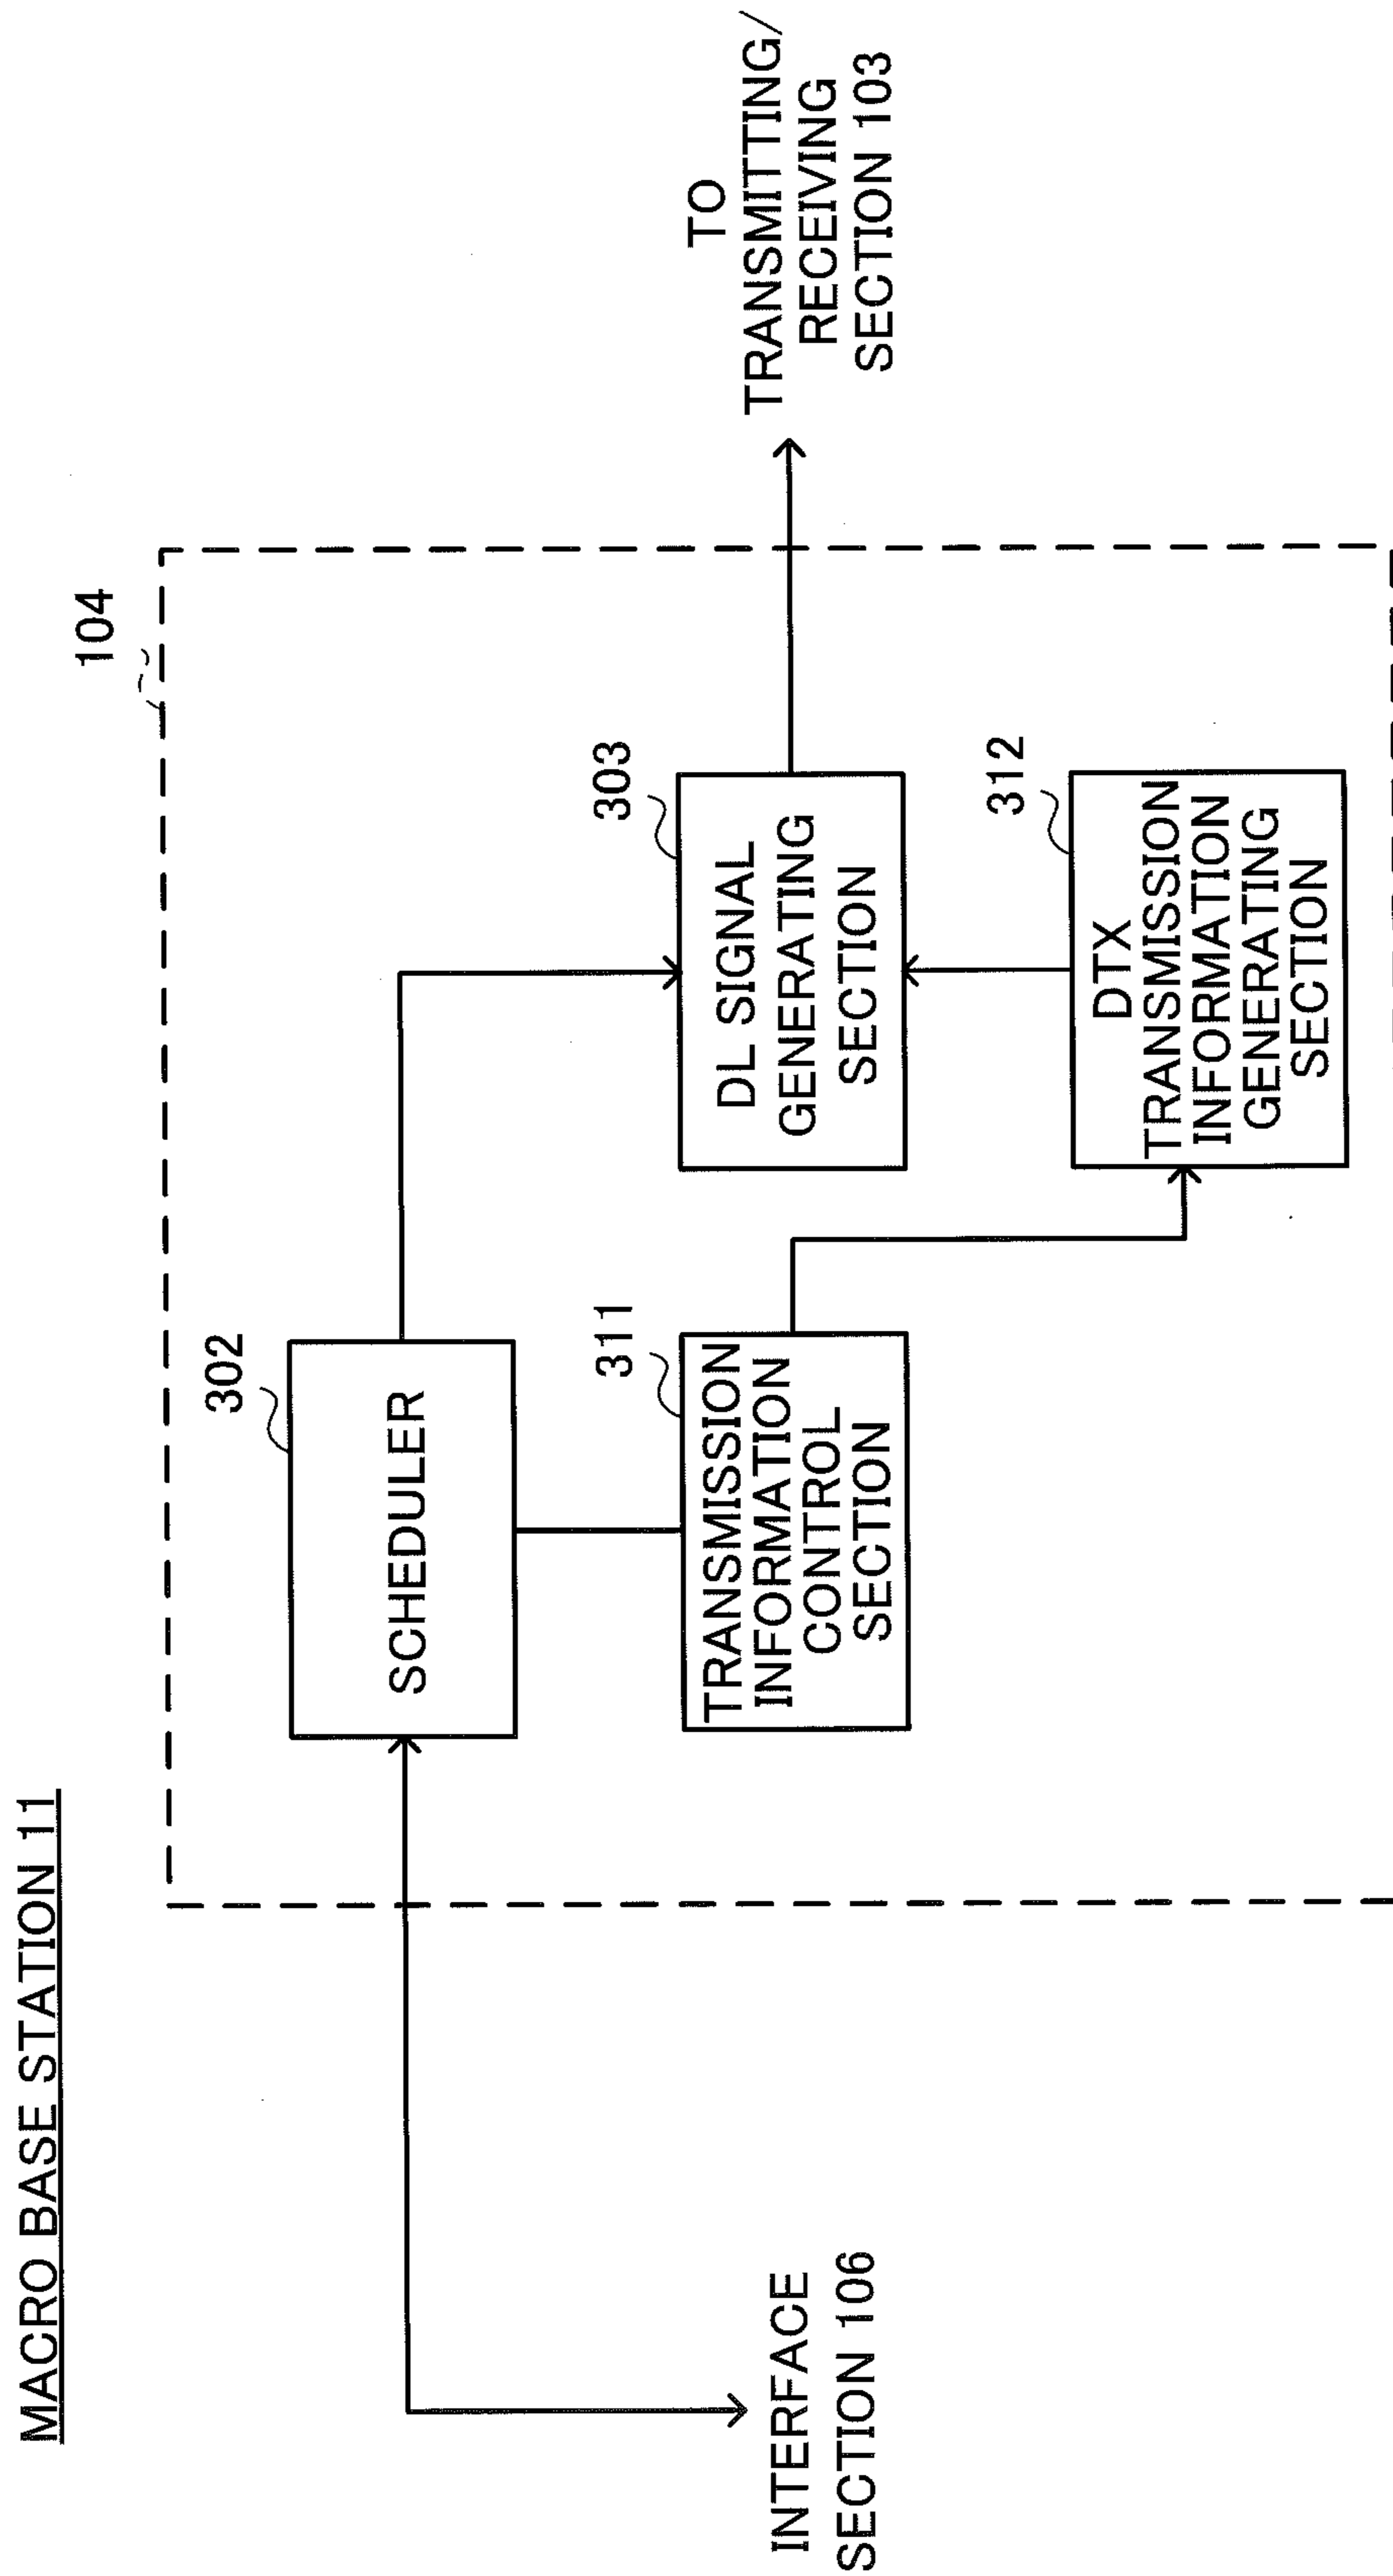 MACRO BASE STATION 11
104
302
SCHEDULER
303
DL SIGNAL
GENERATING
SECTION
TO
TRANSMITTING/
RECEIVING
SECTION 103
311
TRANSMISSION
INFORMATION
CONTROL
SECTION
312
DTX
TRANSMISSION
INFORMATION
GENERATING
SECTION
INTERFACE
SECTION 106